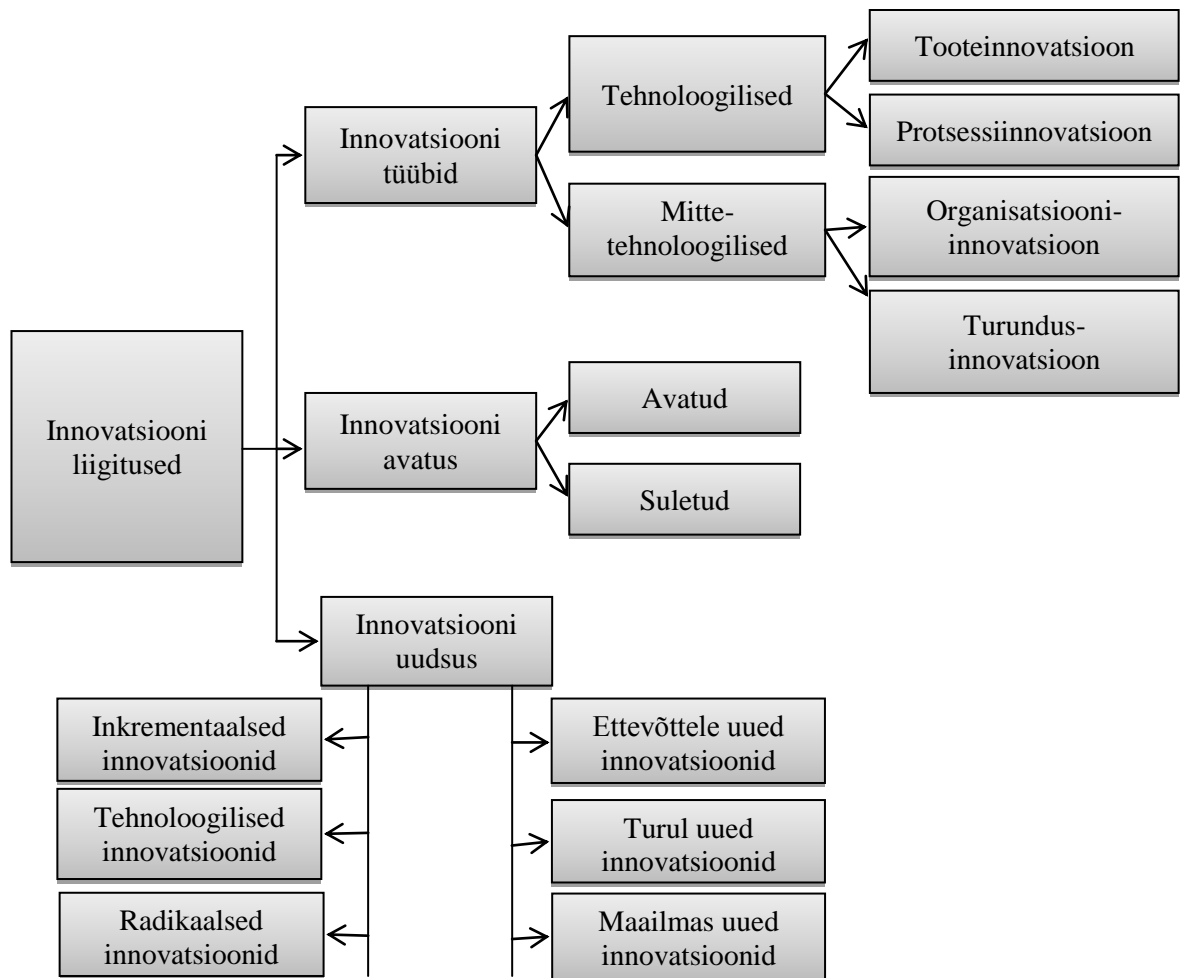 Innovatsiooni
liigitused
Innovatsiooni
tüübid
Tehnoloogilised
Tooteinnovatsioon
Protsessiinnovatsioon
Mitte-
tehnoloogilised
Organisatsiooni-
innovatsioon
Turundus-
innovatsioon
Innovatsiooni
avatus
Avatud
Suletud
Innovatsiooni
uudsus
Inkrementaalsed
innovatsioonid
Tehnoloogilised
innovatsioonid
Radikaalsed
innovatsioonid
Ettevõttele uued
innovatsioonid
Turul uued
innovatsioonid
Maailmas uued
innovatsioonid